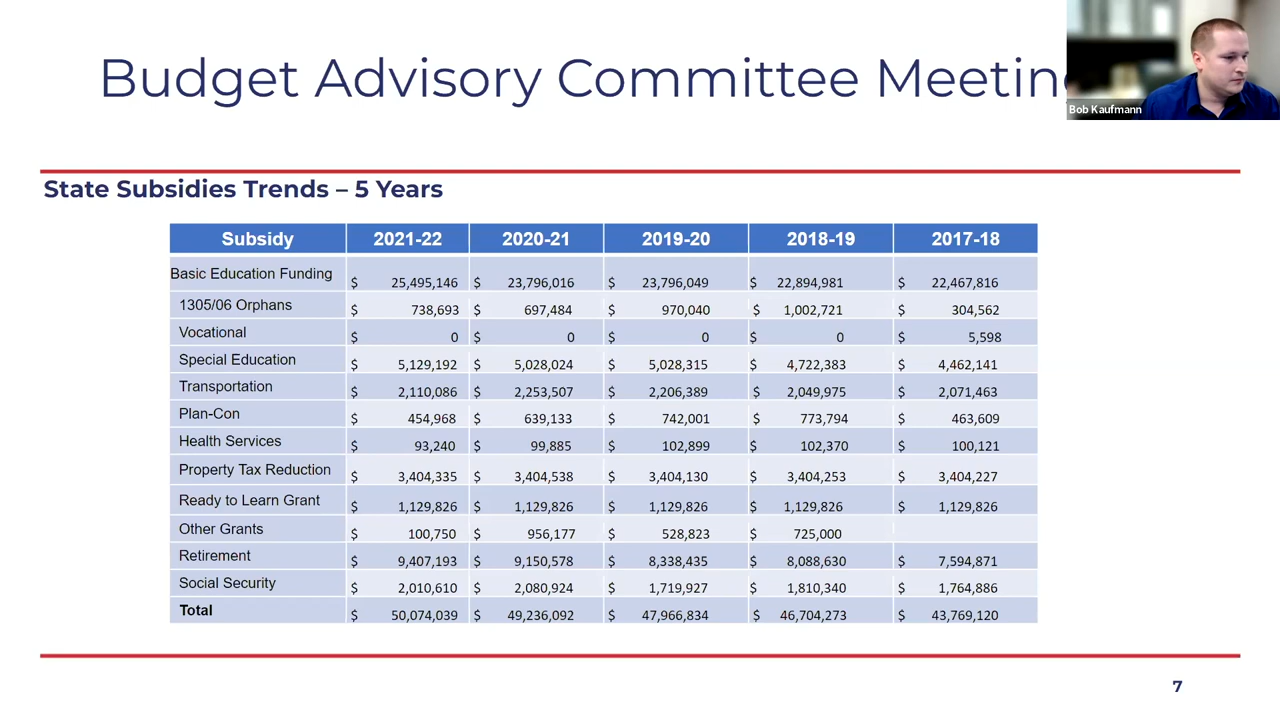 Budget Advisory Committee Meeting
Bob Kaufmann
State Subsidies Trends – 5 Years
Subsidy 2021-22 2020-21 2019-20 2018-19 2017-18
Basic Education Funding $ 25,495,146 $ 23,796,016 $ 23,796,049 $ 22,894,981 $ 22,467,816
1305/06 Orphans $ 738,693 $ 697,484 $ 970,040 $ 1,002,721 $ 304,562
Vocational $ 0 $ 0 $ 0 $ 0 $ 5,598
Special Education $ 5,129,192 $ 5,028,024 $ 5,028,315 $ 4,722,383 $ 4,462,141
Transportation $ 2,110,086 $ 2,253,507 $ 2,206,389 $ 2,049,975 $ 2,071,463
Plan-Con $ 454,968 $ 639,133 $ 742,001 $ 773,794 $ 463,609
Health Services $ 93,240 $ 99,885 $ 102,899 $ 102,370 $ 100,121
Property Tax Reduction $ 3,404,335 $ 3,404,538 $ 3,404,130 $ 3,404,253 $ 3,404,227
Ready to Learn Grant $ 1,129,826 $ 1,129,826 $ 1,129,826 $ 1,129,826 $ 1,129,826
Other Grants $ 100,750 $ 956,177 $ 528,823 $ 725,000
Retirement $ 9,407,193 $ 9,150,578 $ 8,338,435 $ 8,088,630 $ 7,594,871
Social Security $ 2,010,610 $ 2,080,924 $ 1,719,927 $ 1,810,340 $ 1,764,886
Total $ 50,074,039 $ 49,236,092 $ 47,966,834 $ 46,704,273 $ 43,769,120
7